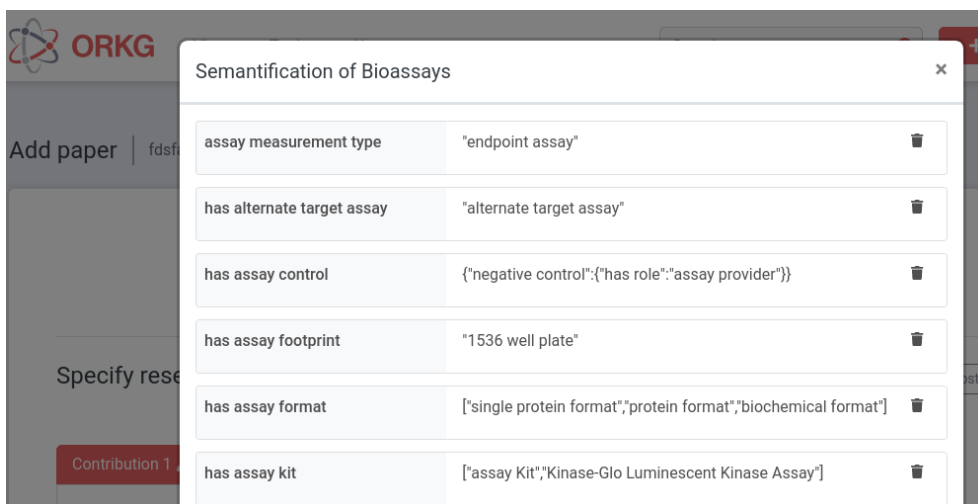 ORKG
Semantification of Bioassays ×
Add paper
assay measurement type "endpoint assay"
has alternate target assay "alternate target assay"
has assay control {"negative control":{"has role":"assay provider"}}
has assay footprint "1536 well plate"
Specify rese
has assay format ["single protein format","protein format","biochemical format"]
Contribution 1
has assay kit ["assay Kit","Kinase-Glo Luminescent Kinase Assay"]